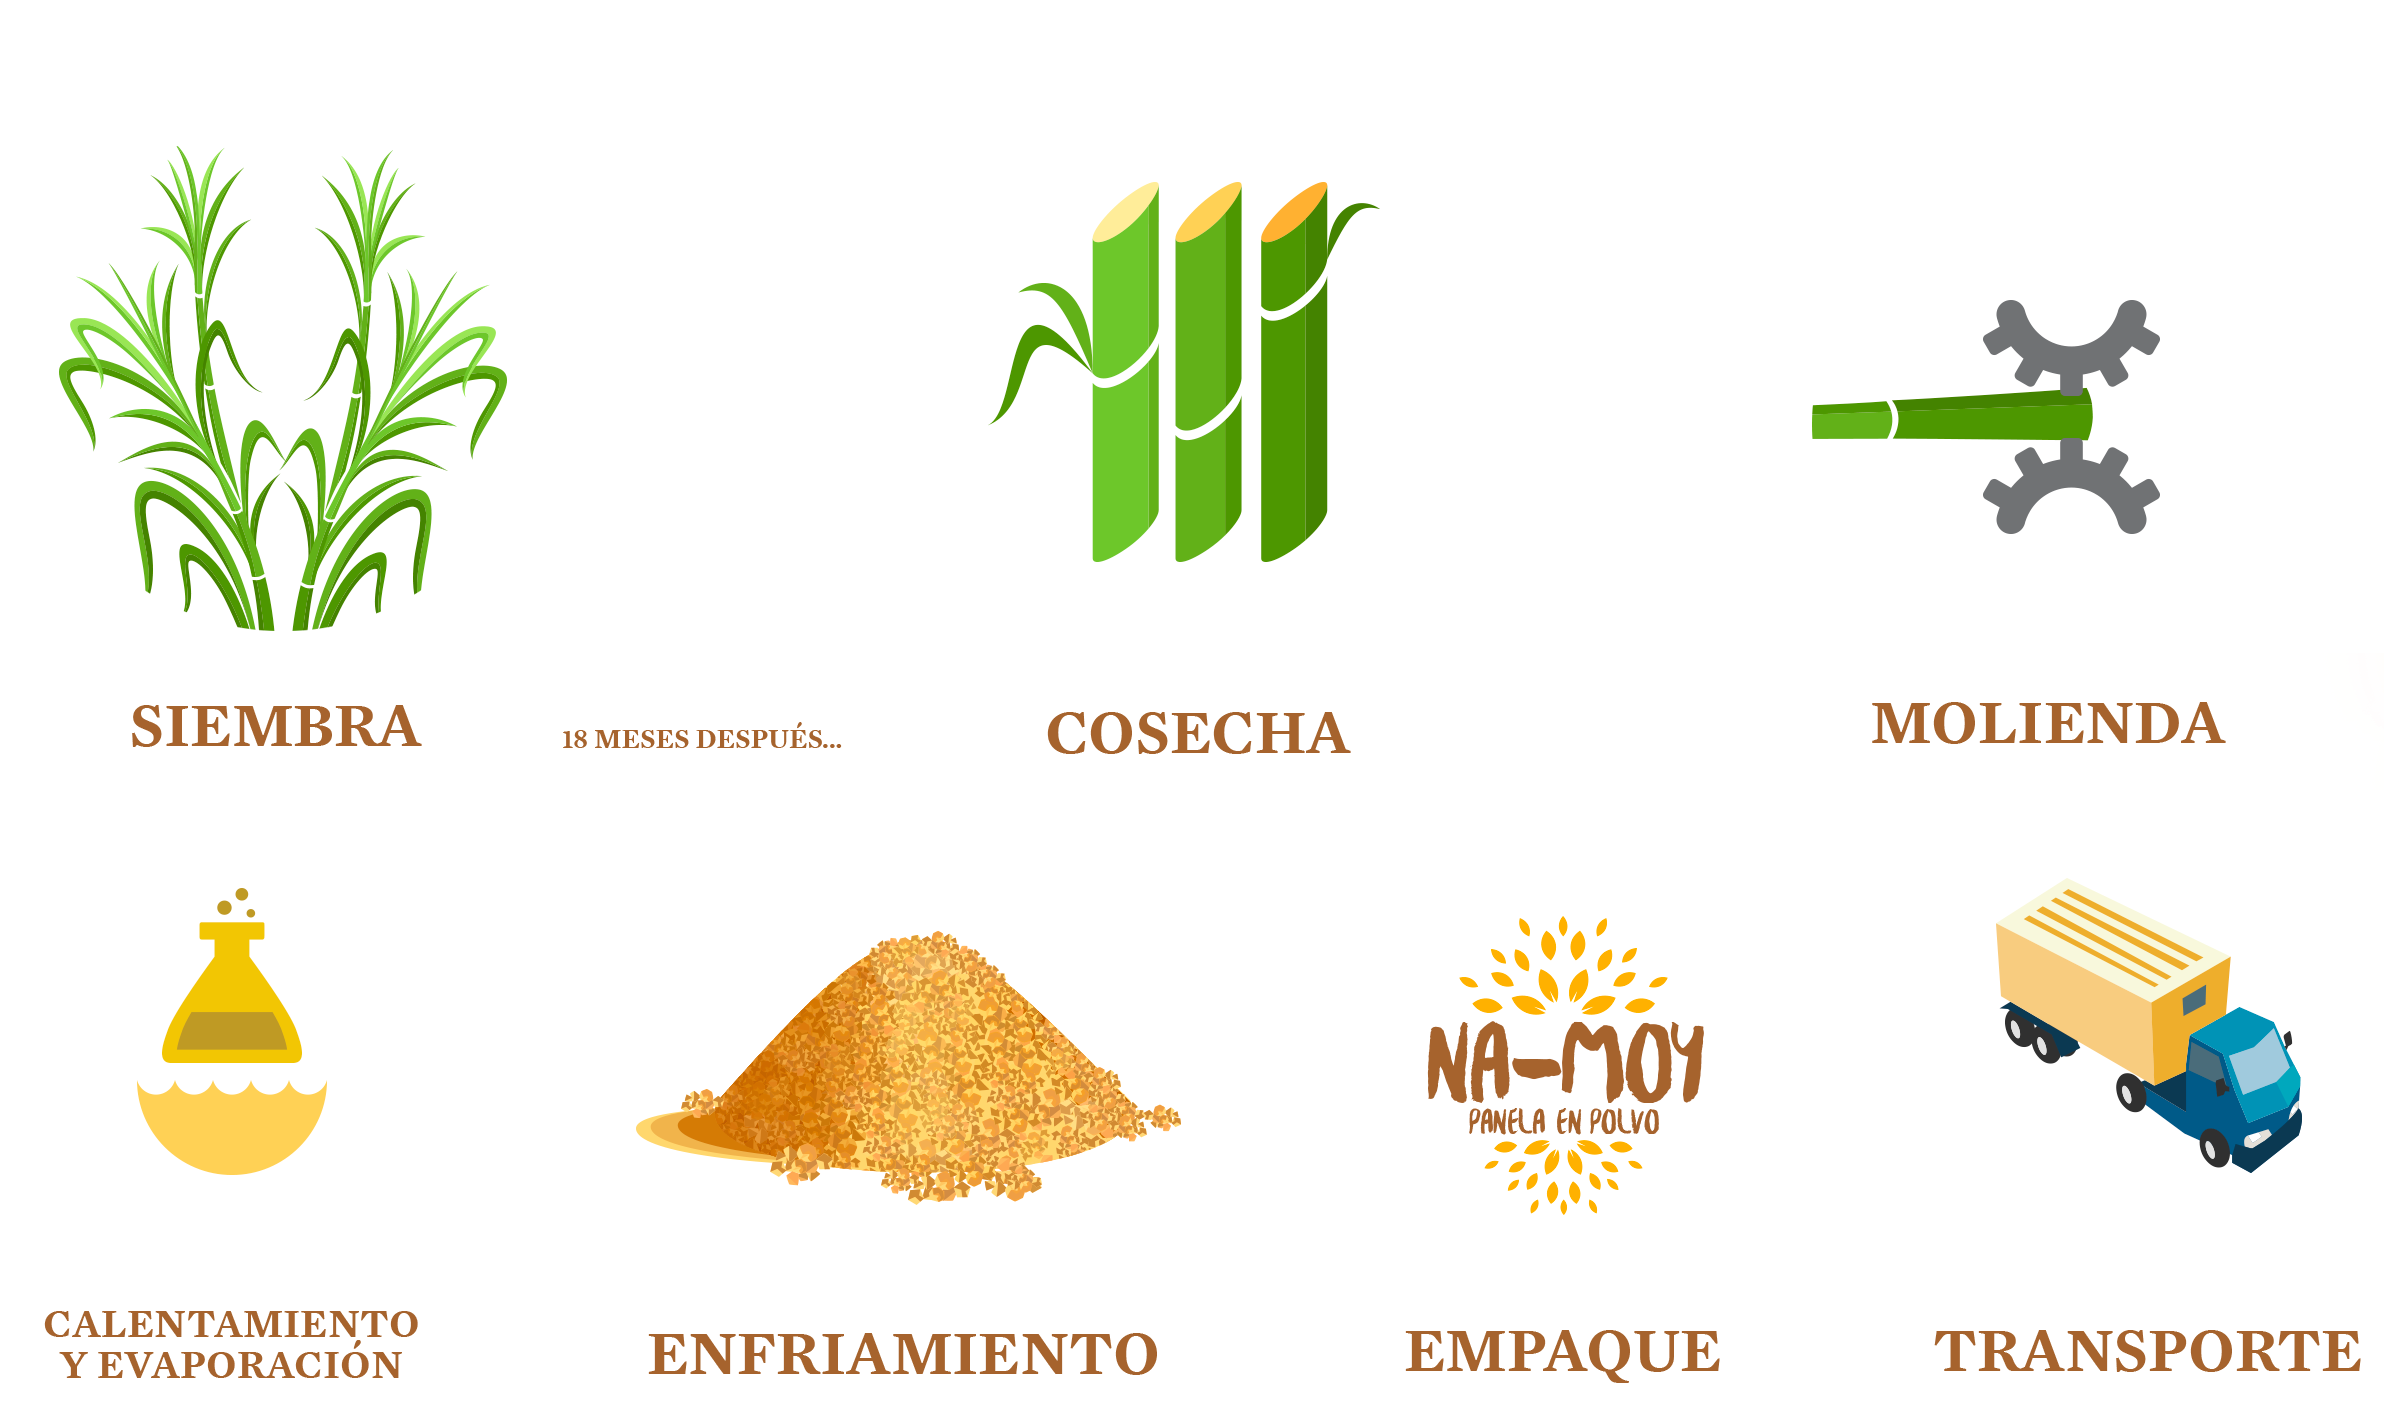 SIEMBRA
18 MESES DESPUÉS...
COSECHA
MOLIENDA
NA-MOY
PANELA EN POLVO
CALENTAMIENTO
Y EVAPORACIÓN
ENFRIAMIENTO
EMPAQUE
TRANSPORTE